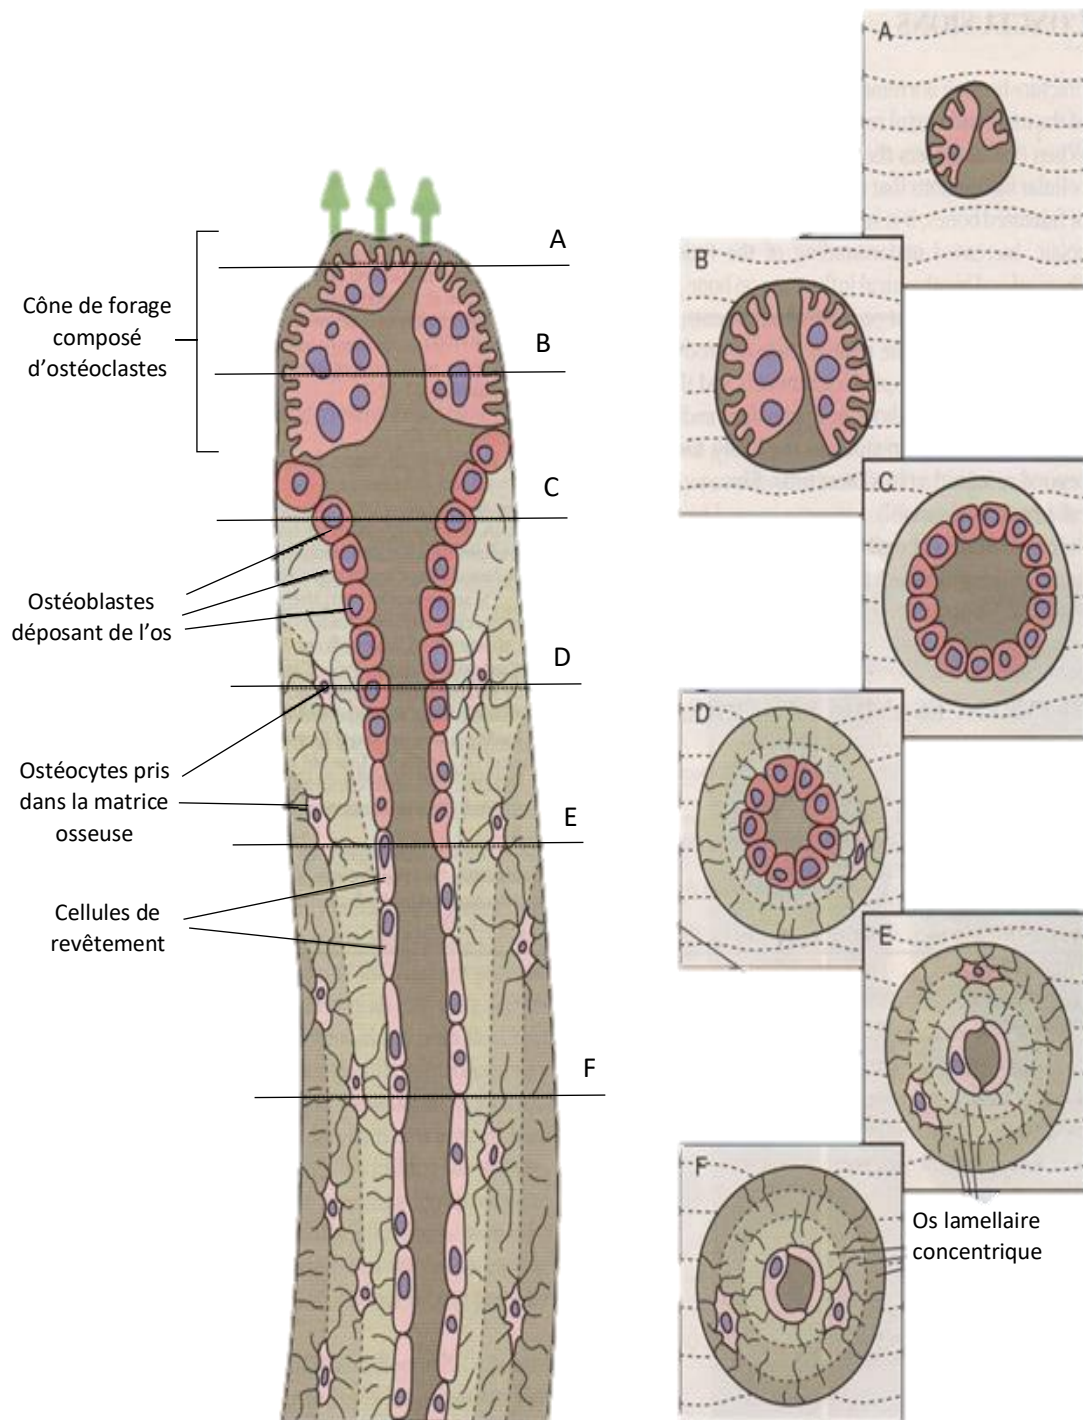 A
B
C
D
E
F
Cône de forage
composé
d’ostéoclastes
Ostéoblastes
déposant de l’os
Ostéocytes pris
dans la matrice
osseuse
Cellules de
revêtement
A
B
C
D
E
F
Os lamellaire
concentrique